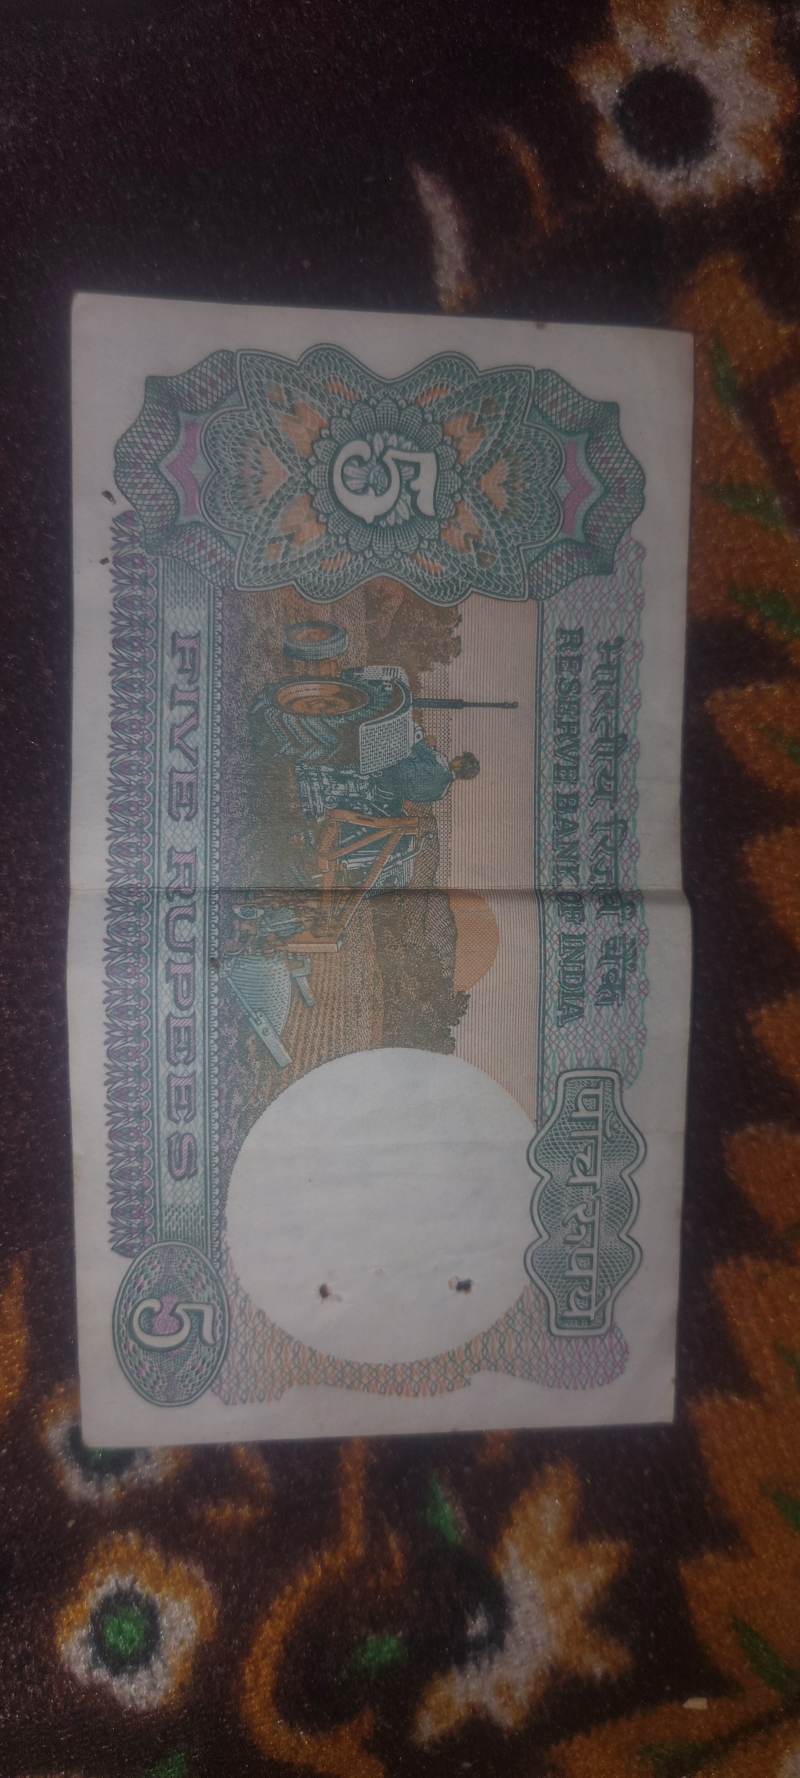 भारतीय रिज़र्व बैंक
RESERVE BANK OF INDIA
पांच रुपये
5
FIVE RUPEES
5